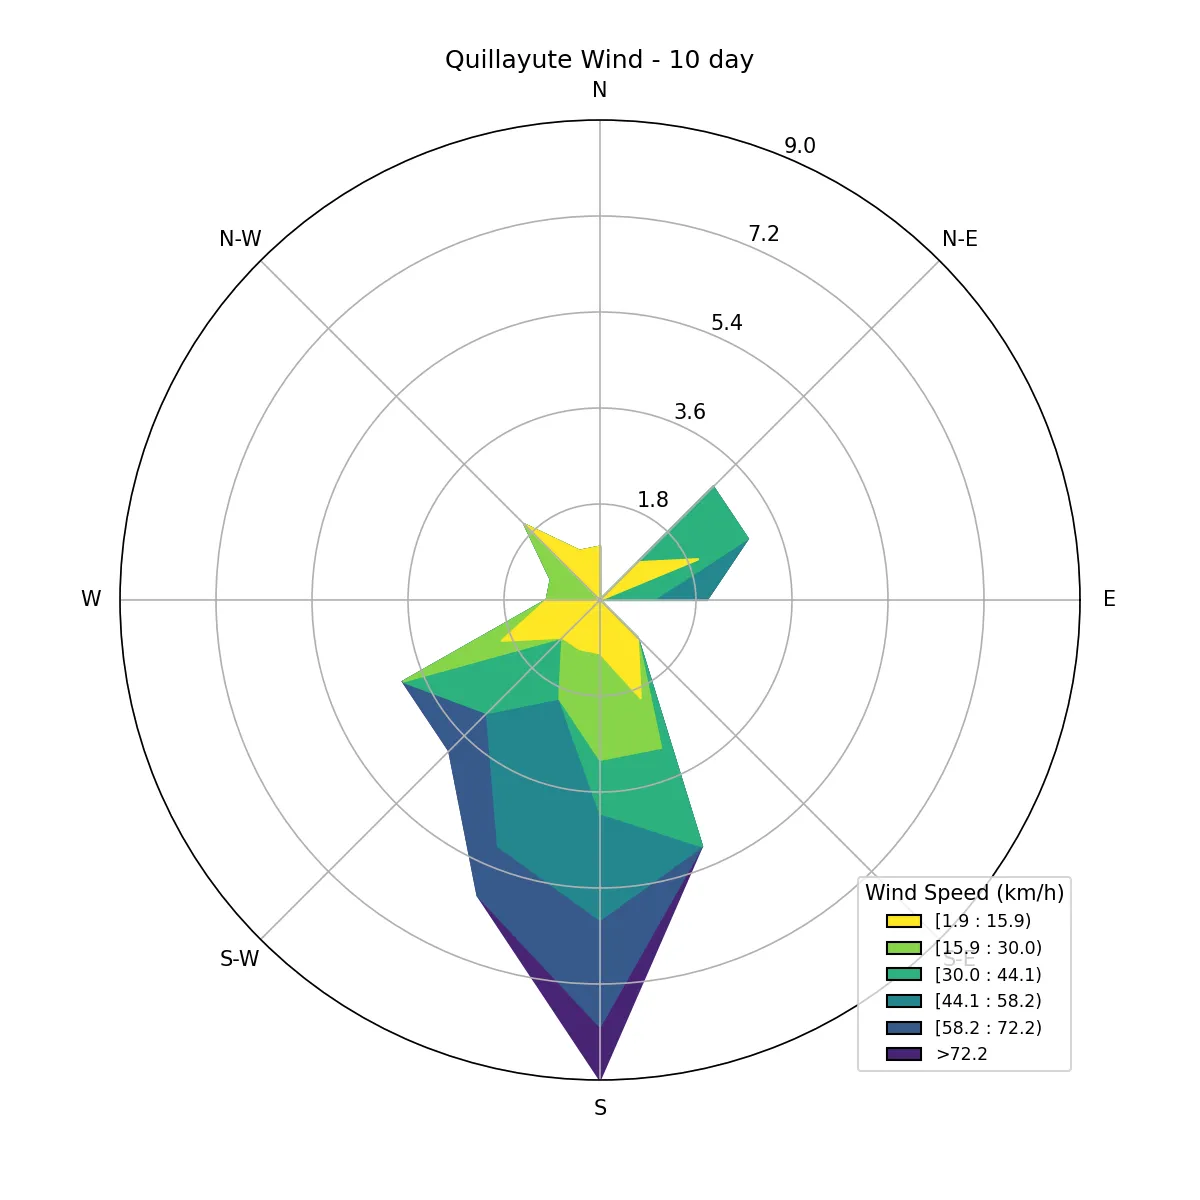 Quillayute Wind - 10 day
N
9.0
N-W
N-E
7.2
5.4
3.6
1.8
W
E
S-W
S-E
S
Wind Speed (km/h)
[1.9 : 15.9)
[15.9 : 30.0)
[30.0 : 44.1)
[44.1 : 58.2)
[58.2 : 72.2)
>72.2